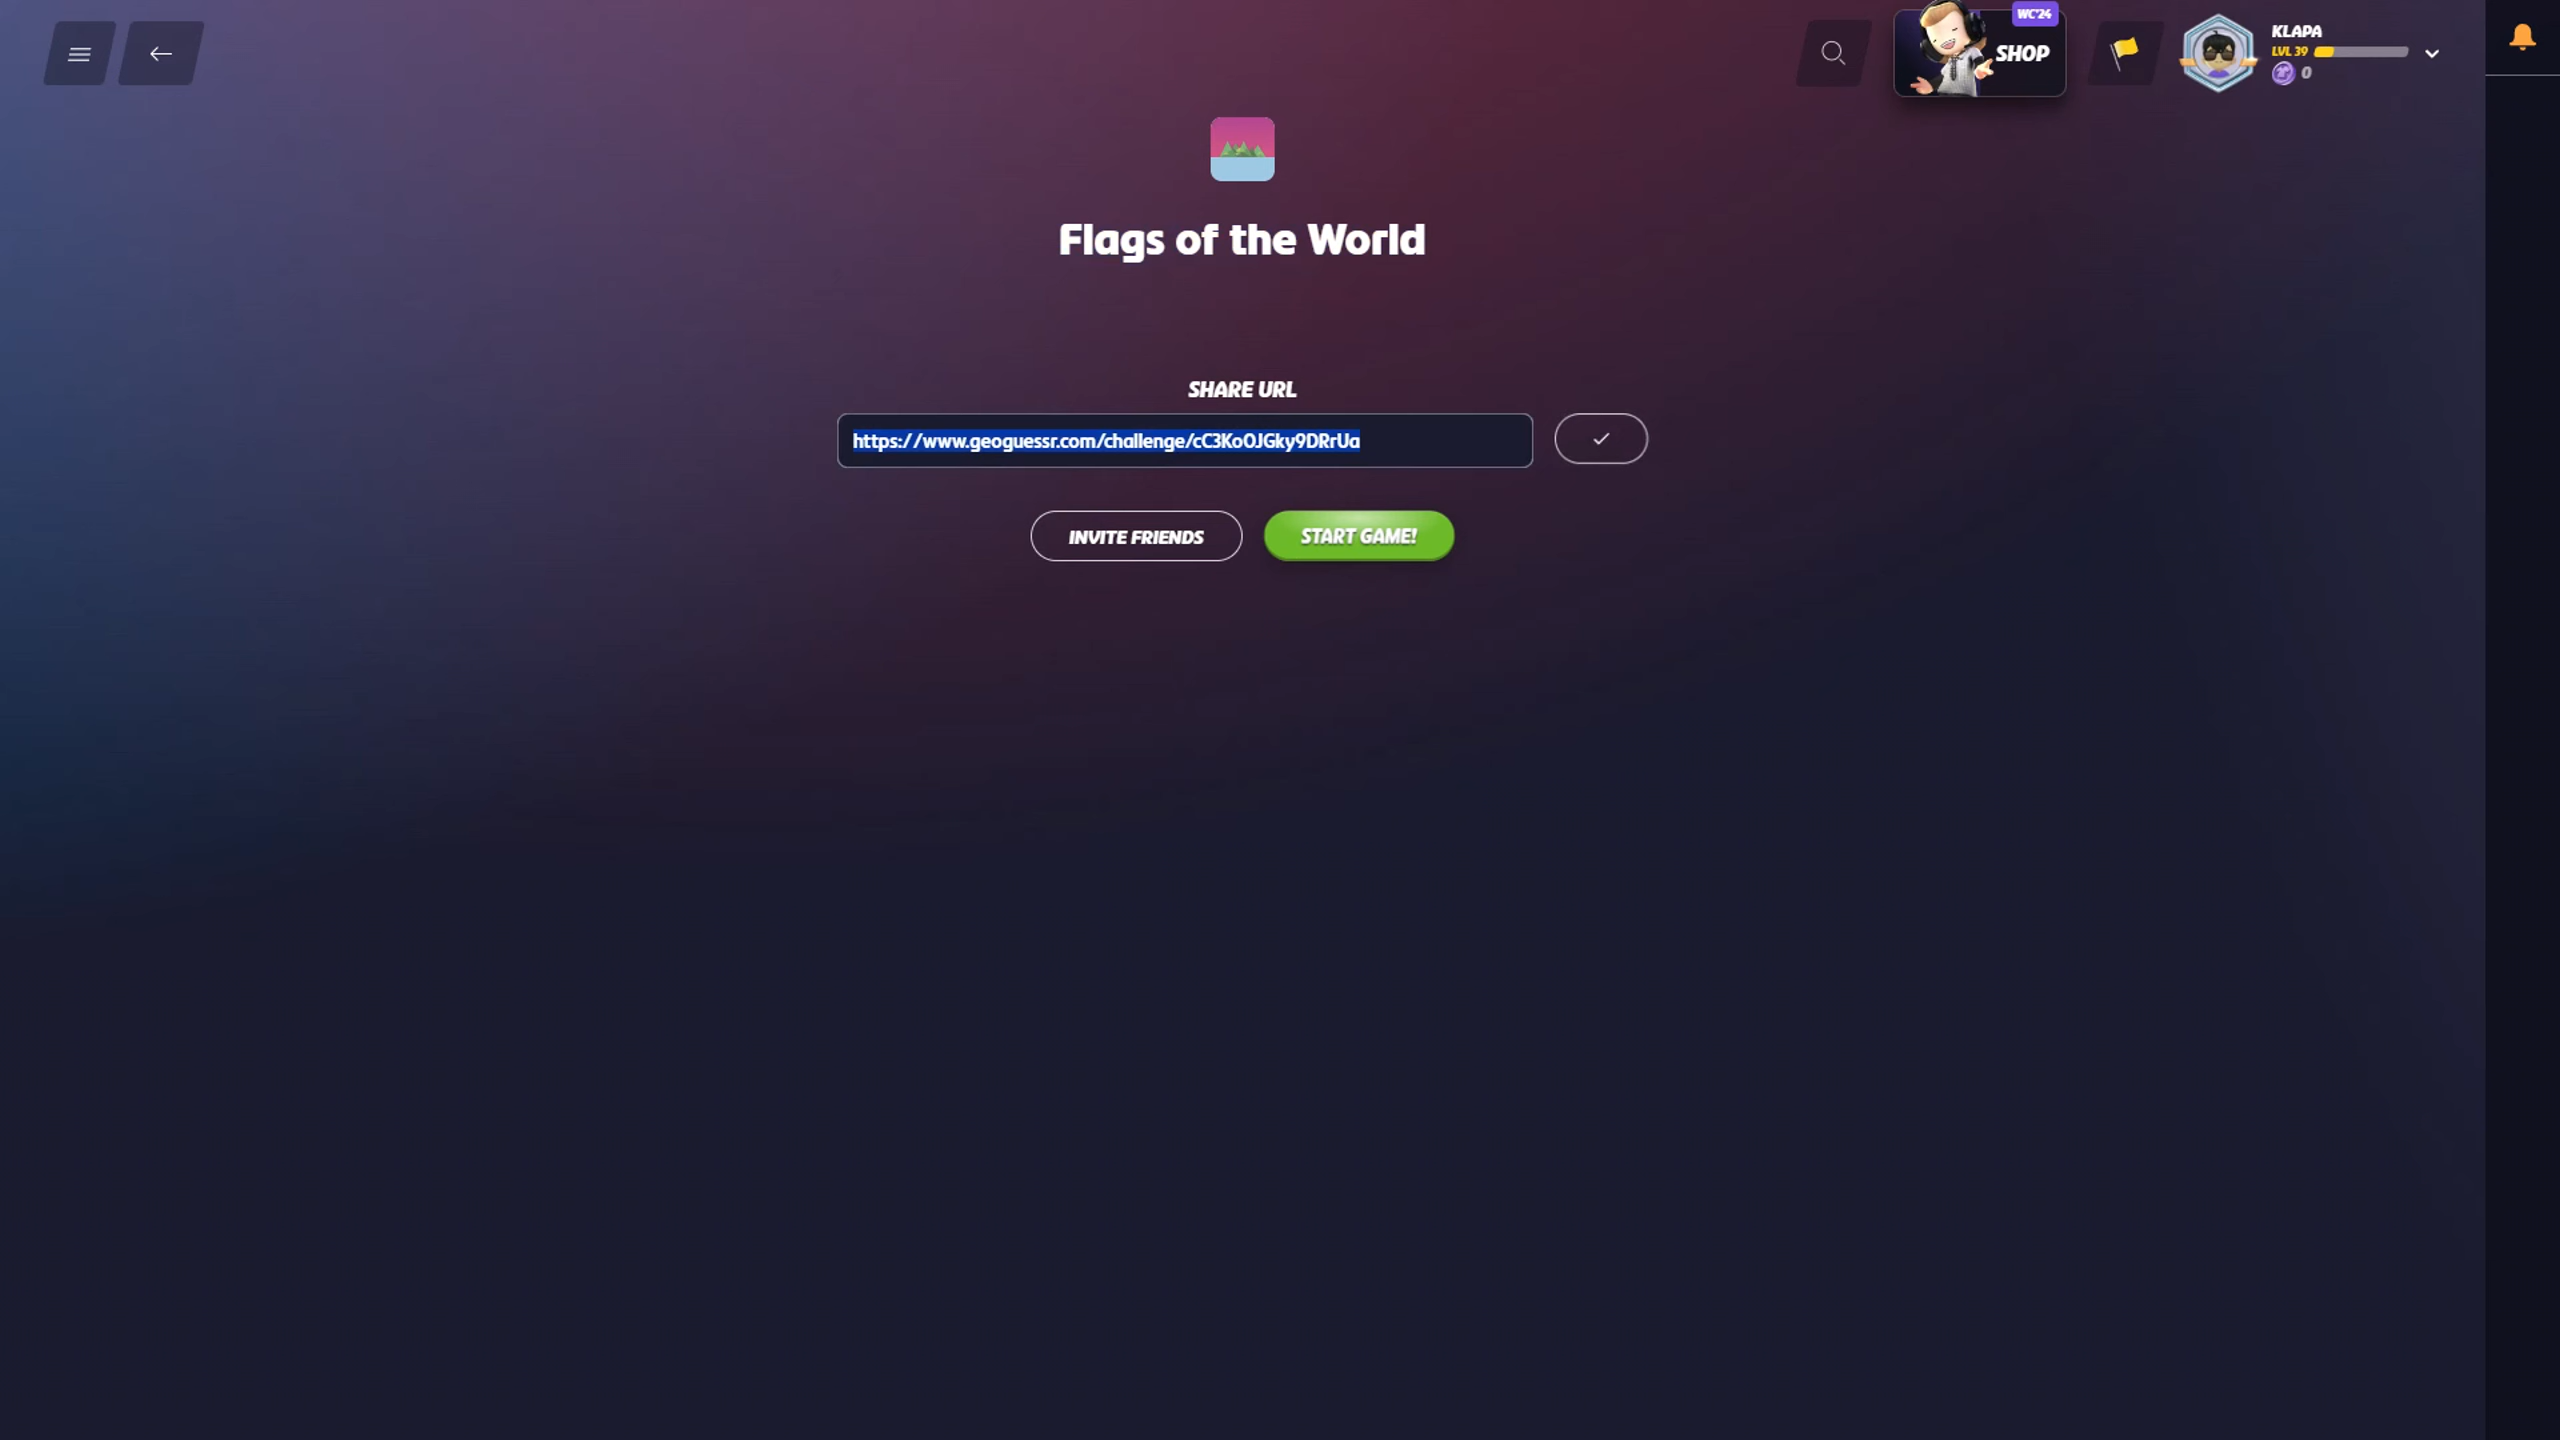 WC'24
SHOP
KLAPA
LVL 39
0
Flags of the World
SHARE URL
https://www.geoguessr.com/challenge/cC3KoOJGky9DRrUa
INVITE FRIENDS
START GAME!